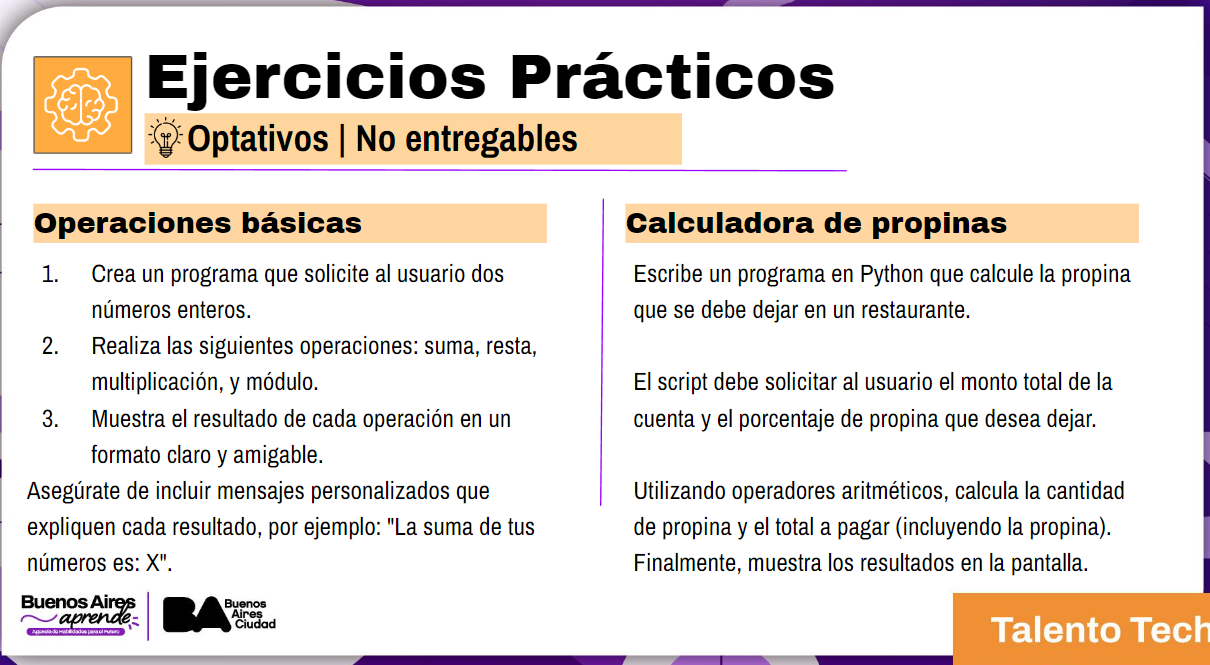 Ejercicios Prácticos
Optativos | No entregables
Operaciones básicas
1. Crea un programa que solicite al usuario dos
números enteros.
2. Realiza las siguientes operaciones: suma, resta,
multiplicación, y módulo.
3. Muestra el resultado de cada operación en un
formato claro y amigable.
Asegúrate de incluir mensajes personalizados que
expliquen cada resultado, por ejemplo: "La suma de tus
números es: X".
Calculadora de propinas
Escribe un programa en Python que calcule la propina
que se debe dejar en un restaurante.
El script debe solicitar al usuario el monto total de la
cuenta y el porcentaje de propina que desea dejar.
Utilizando operadores aritméticos, calcula la cantidad
de propina y el total a pagar (incluyendo la propina).
Finalmente, muestra los resultados en la pantalla.
Buenos Aires
aprende
Agencia de Habilidades para el Futuro
BA
Buenos
Aires
Ciudad
Talento Tech